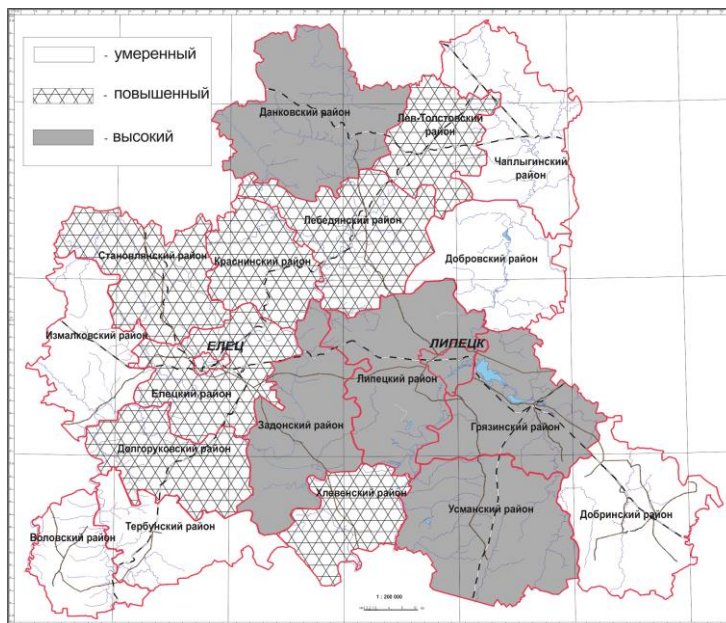 - умеренный
- повышенный
- высокий
Данковский район
Лев-Толстовский
район
Чаплыгинский
район
Лебедянский район
Становлянский район
Краснинский район
Добровский район
Измалковский район
ЕЛЕЦ
ЛИПЕЦК
Елецкий район
Липецкий район
Задонский район
Грязинский район
Долгоруковский район
Хлевенский район
Усманский район
Добринский район
Тербунский район
Воловский район
1 : 200 000